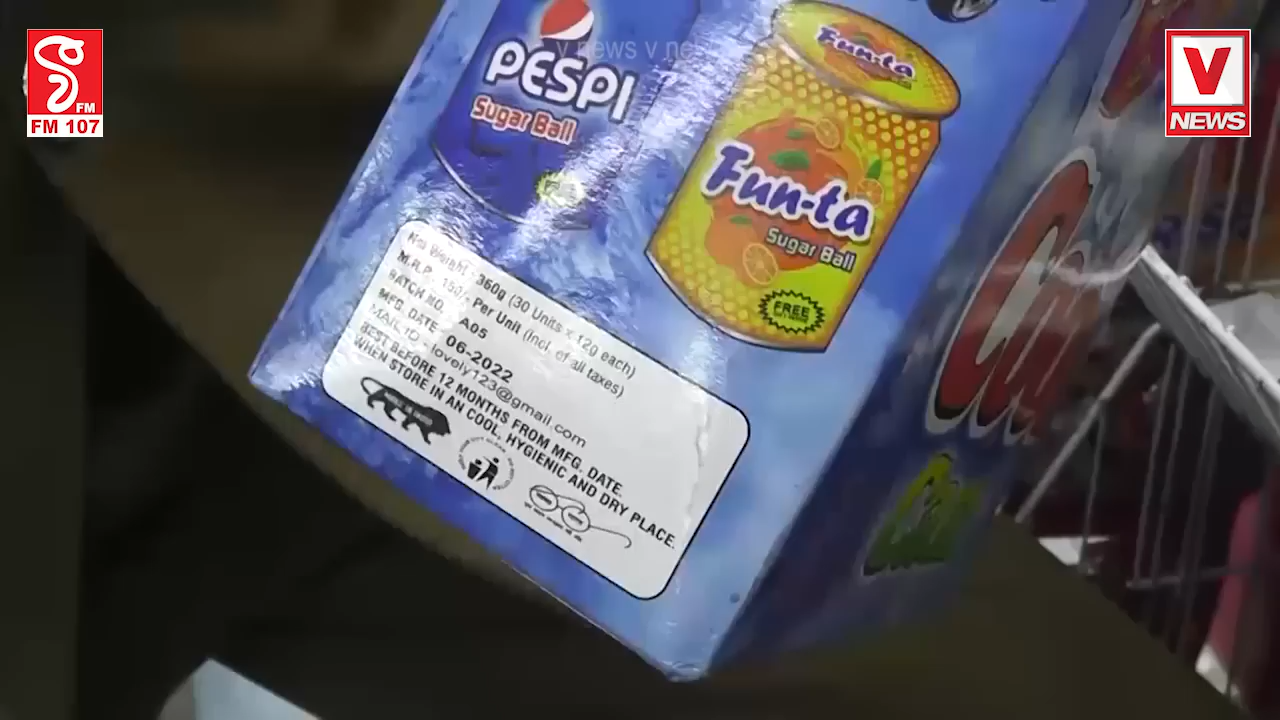 FM
FM 107
V
NEWS
v news v ne
PESPI
Sugar Ball
Fun-ta
Fun-ta
Sugar Ball
FREE
Net Weight : 360g (30 Units x 12g each)
M.R.P. Per Unit (Incl. of all taxes)
BATCH NO. A05
MFG. DATE 06-2022
MAIL ID - lovely123@gmail.com
BEST BEFORE 12 MONTHS FROM MFG. DATE.
WHEN STORE IN AN COOL, HYGIENIC AND DRY PLACE.